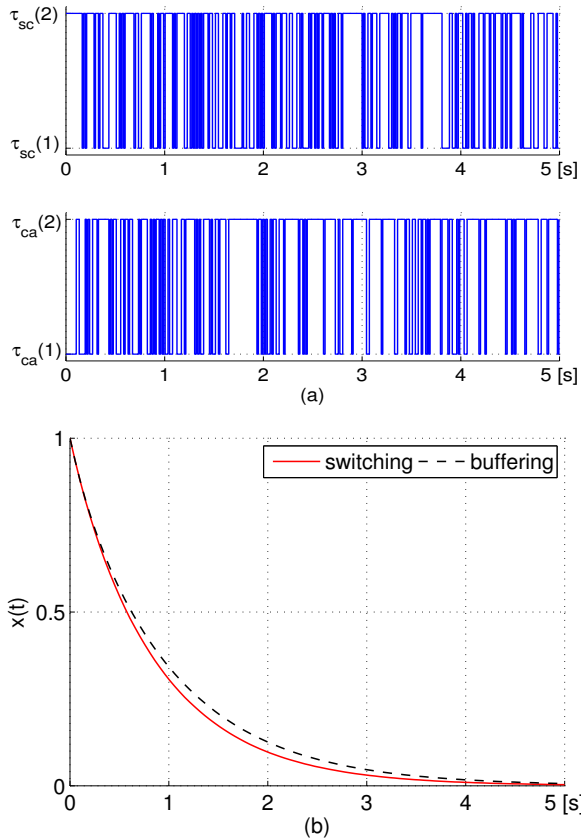 τsc(2)
τsc(1)
0 1 2 3 4 5 [s]
τca(2)
τca(1)
0 1 2 3 4 5 [s]
(a)
1
switching buffering
x(t)
0.5
0
0 1 2 3 4 5 [s]
(b)